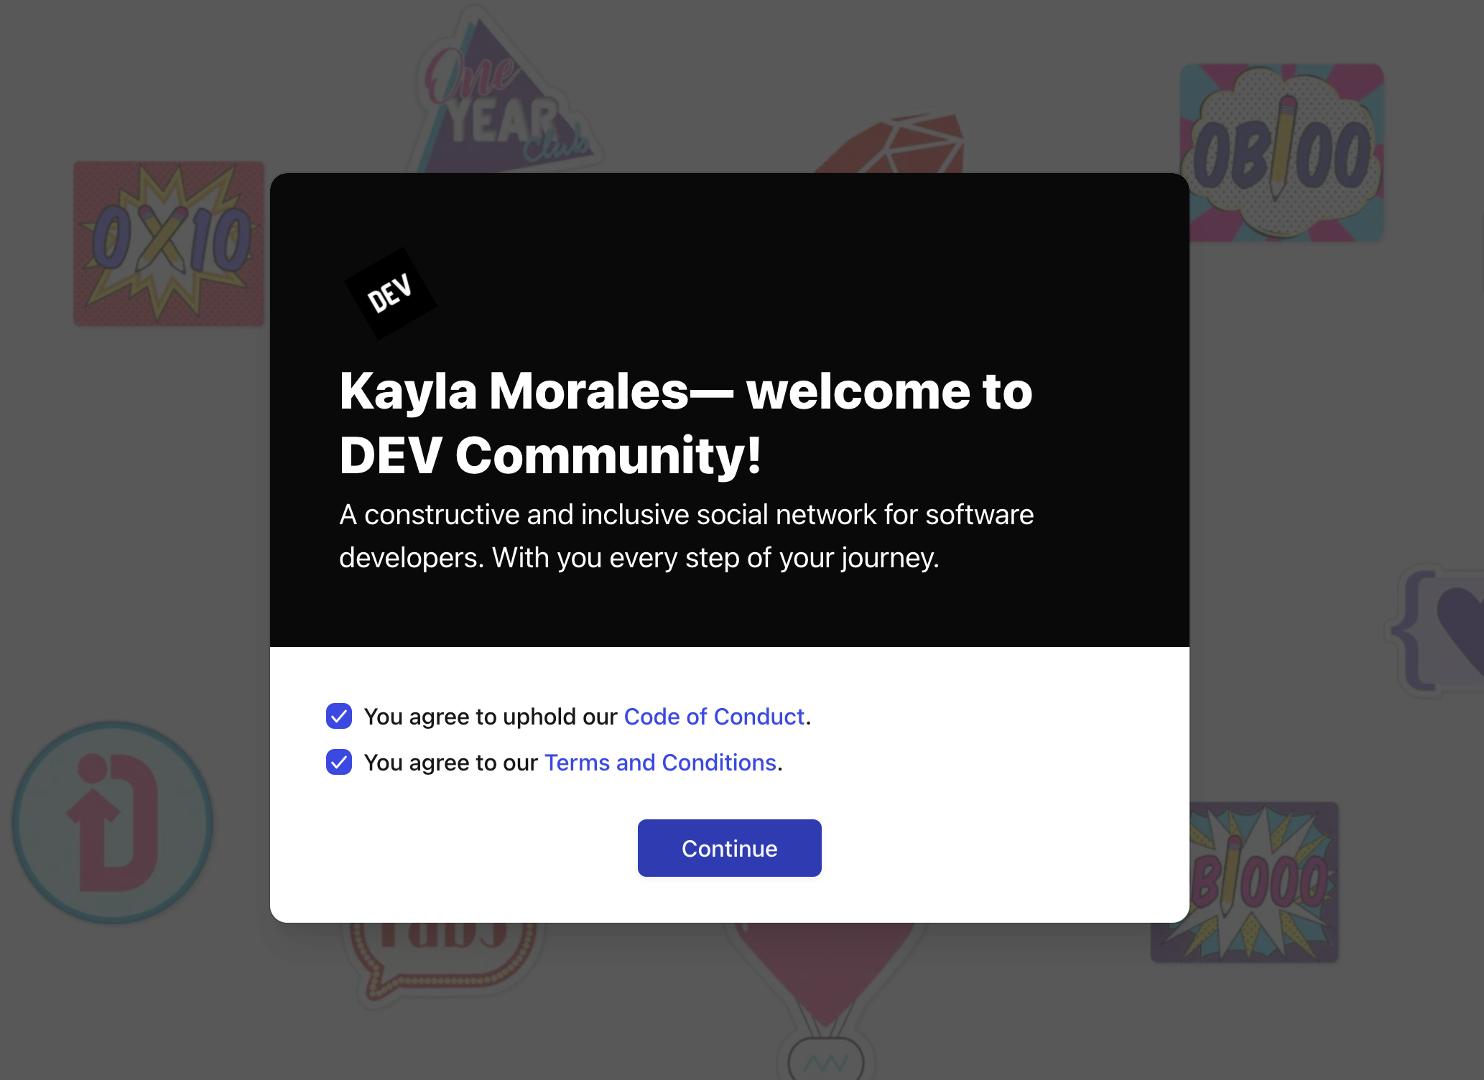 One
YEAR
Club
0X10
0B100
DEV
Kayla Morales— welcome to
DEV Community!
A constructive and inclusive social network for software
developers. With you every step of your journey.
You agree to uphold our Code of Conduct.
You agree to our Terms and Conditions.
B1000
Continue